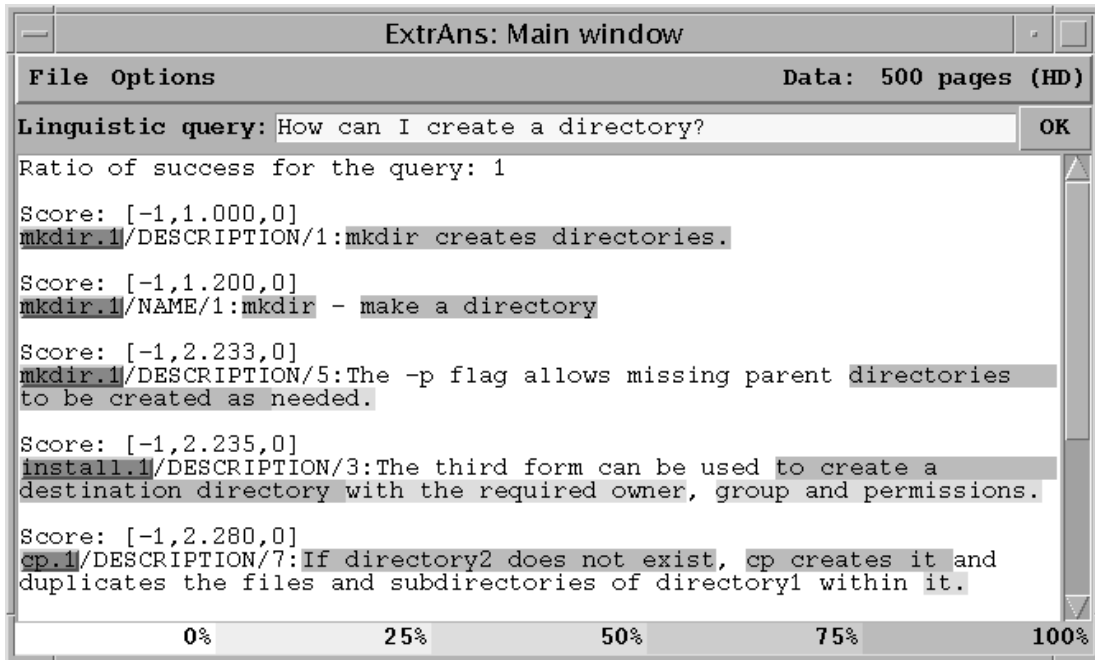 ExtrAns: Main window
File Options Data: 500 pages (HD)
Linguistic query: How can I create a directory? OK
Ratio of success for the query: 1
Score: [-1,1.000,0]
mkdir.1/DESCRIPTION/1:mkdir creates directories.
Score: [-1,1.200,0]
mkdir.1/NAME/1:mkdir - make a directory
Score: [-1,2.233,0]
mkdir.1/DESCRIPTION/5:The -p flag allows missing parent directories
to be created as needed.
Score: [-1,2.235,0]
install.1/DESCRIPTION/3:The third form can be used to create a
destination directory with the required owner, group and permissions.
Score: [-1,2.280,0]
cp.1/DESCRIPTION/7:If directory2 does not exist, cp creates it and
duplicates the files and subdirectories of directory1 within it.
0% 25% 50% 75% 100%